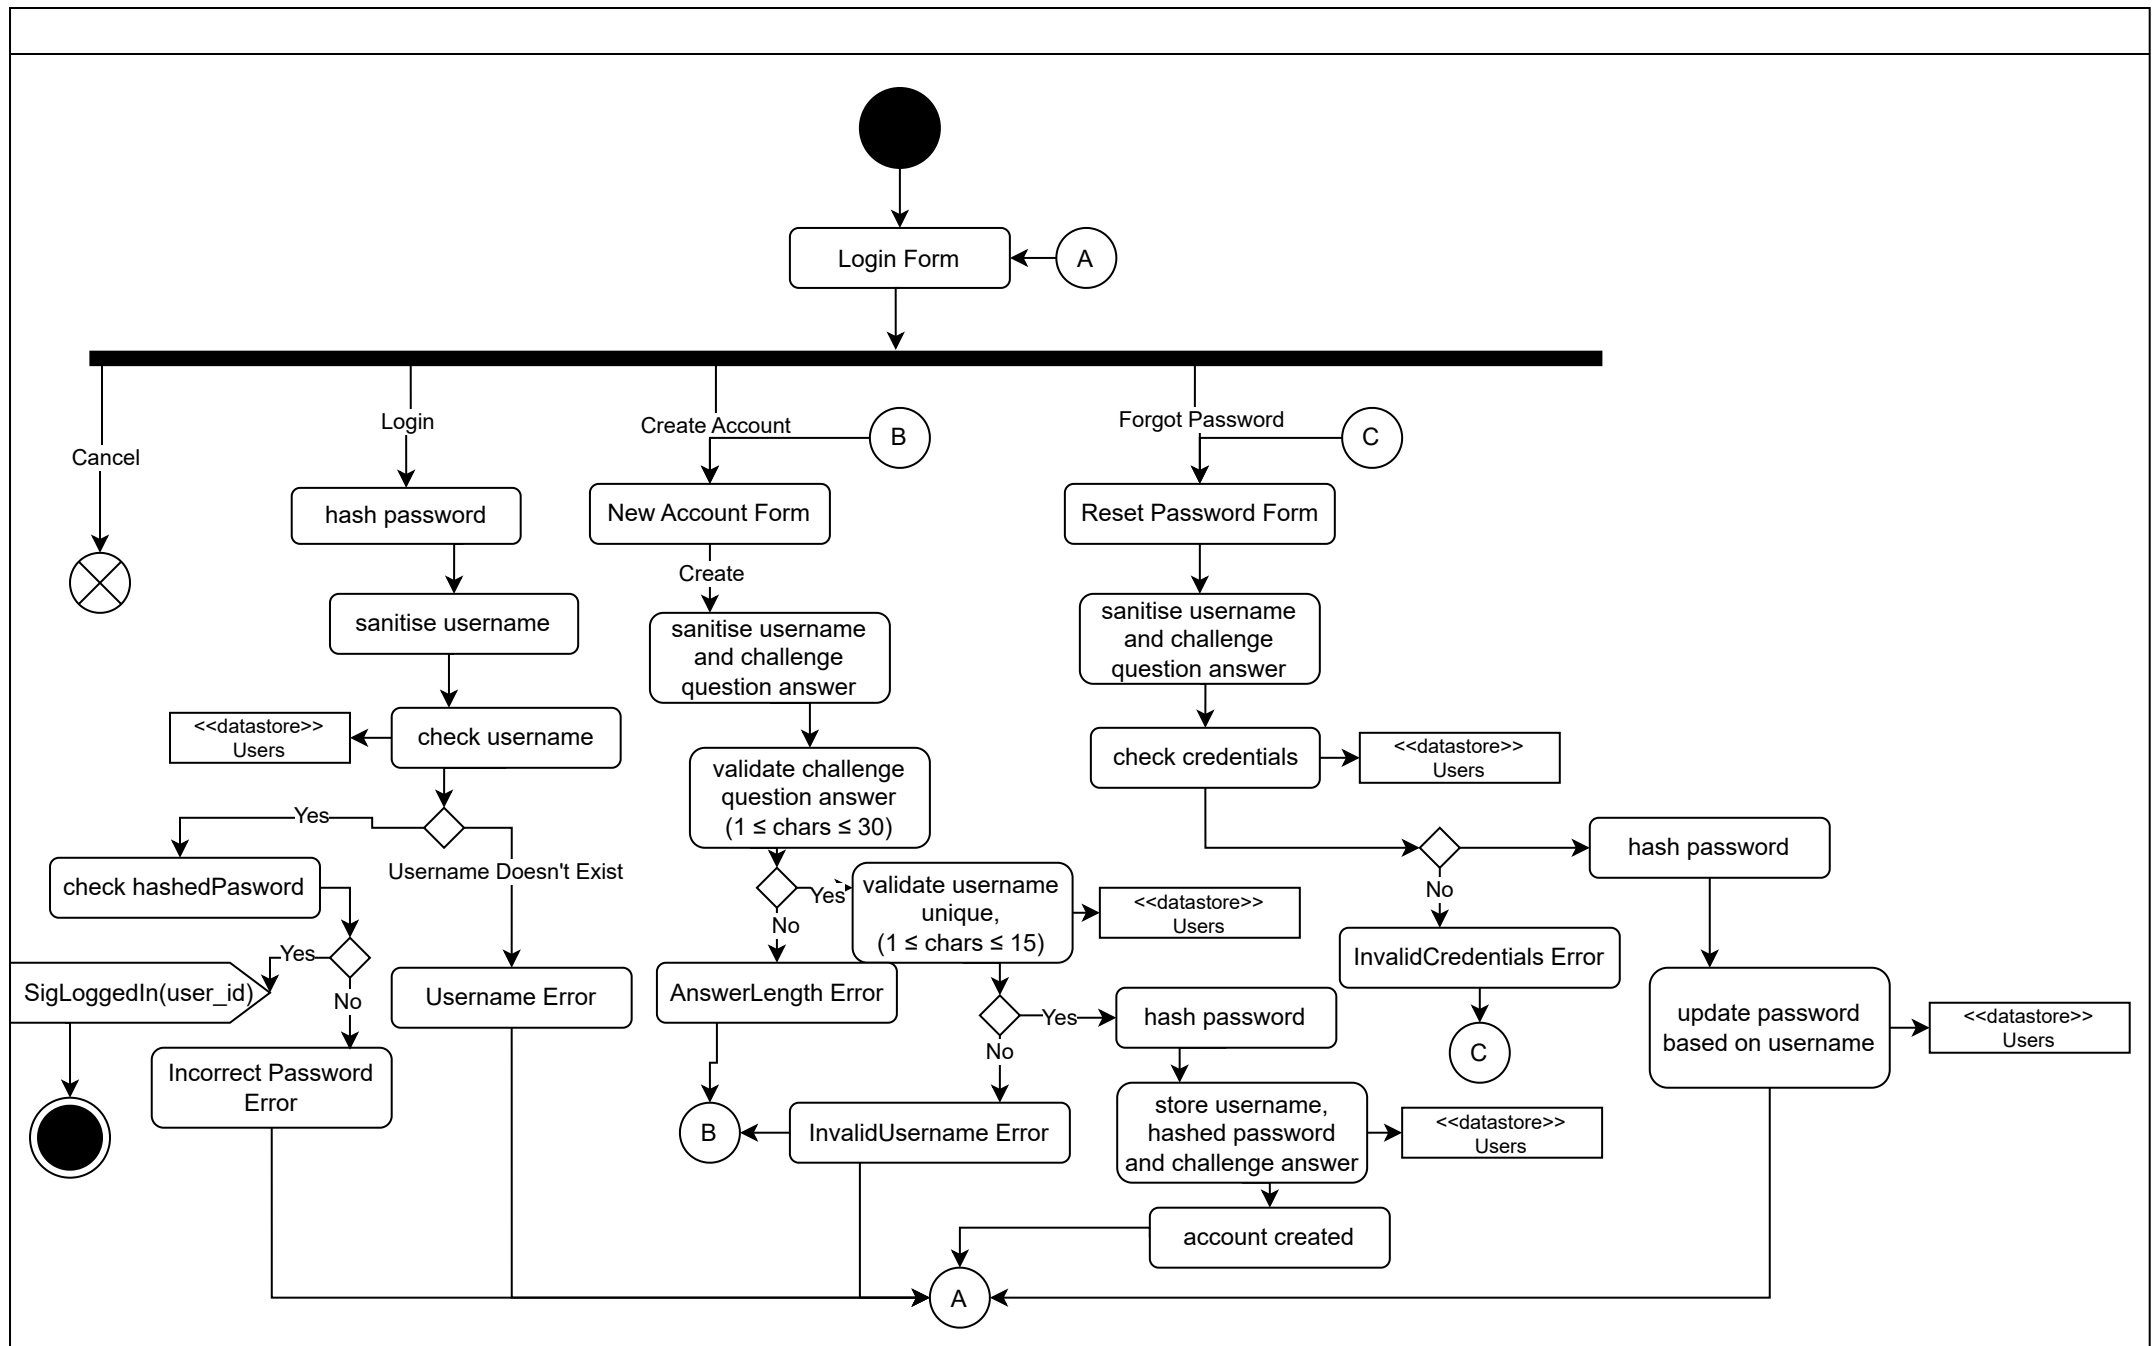 Login Form
A
Cancel
Login
Create Account
B
Forgot Password
C
hash password
New Account Form
Reset Password Form
Create
sanitise username
sanitise username
and challenge
question answer
sanitise username
and challenge
question answer
<<datastore>>
Users
check username
validate challenge
question answer
(1 ≤ chars ≤ 30)
check credentials
<<datastore>>
Users
Yes
Username Doesn't Exist
check hashedPasword
Yes
No
validate username
unique,
(1 ≤ chars ≤ 15)
<<datastore>>
Users
hash password
No
InvalidCredentials Error
Yes
No
SigLoggedIn(user_id)
Username Error
AnswerLength Error
Yes
No
hash password
C
update password
based on username
<<datastore>>
Users
Incorrect Password
Error
B
InvalidUsername Error
store username,
hashed password
and challenge answer
<<datastore>>
Users
account created
A